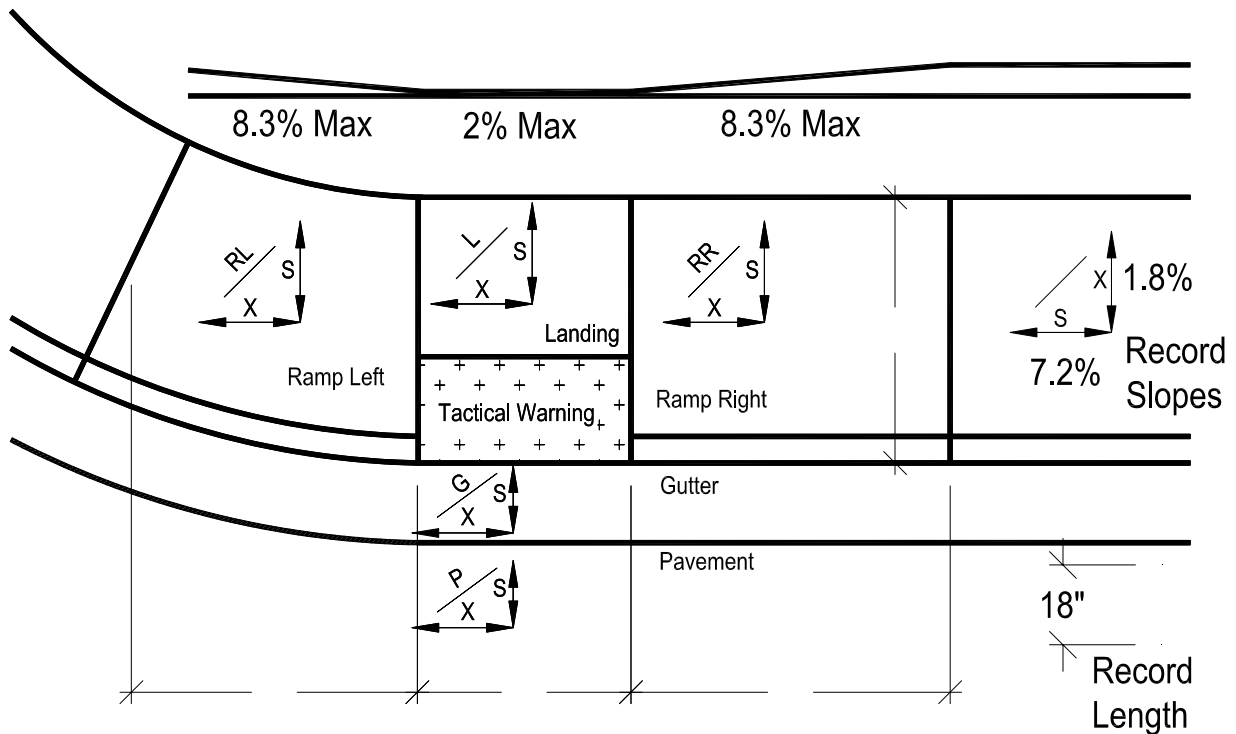 8.3% Max 2% Max 8.3% Max
RL
S
X
L
S
X
RR
S
X
X
1.8%
S
7.2%
Record
Slopes
Landing
Ramp Left
Tactical Warning
Ramp Right
G
S
X
Gutter
P
S
X
Pavement
18"
Record
Length